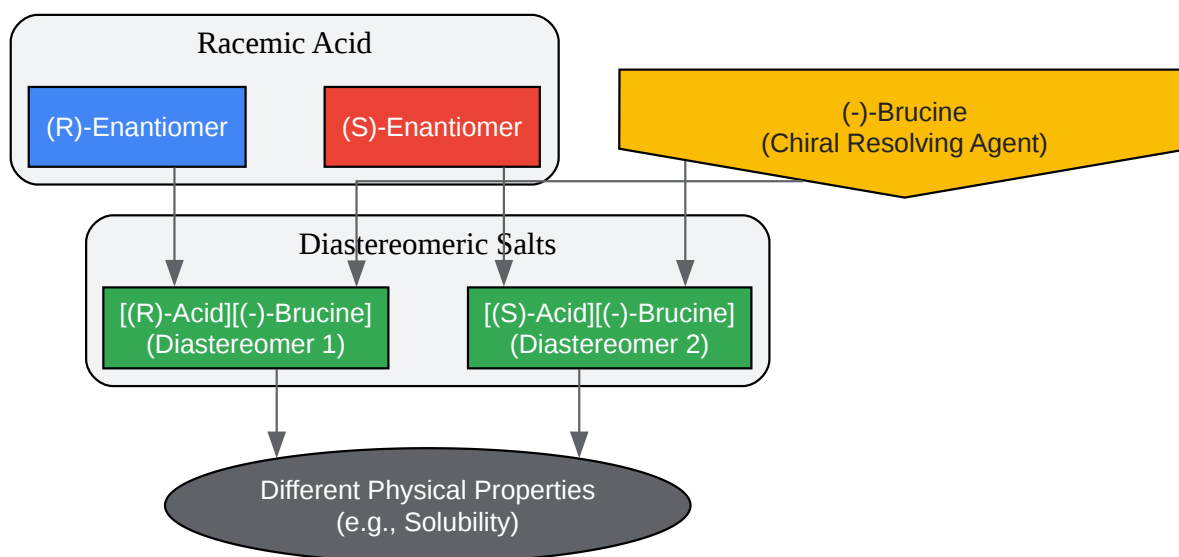 Racemic Acid
(R)-Enantiomer
(S)-Enantiomer
(-)-Brucine
(Chiral Resolving Agent)
Diastereomeric Salts
[(R)-Acid][(-)-Brucine]
(Diastereomer 1)
[(S)-Acid][(-)-Brucine]
(Diastereomer 2)
Different Physical Properties
(e.g., Solubility)